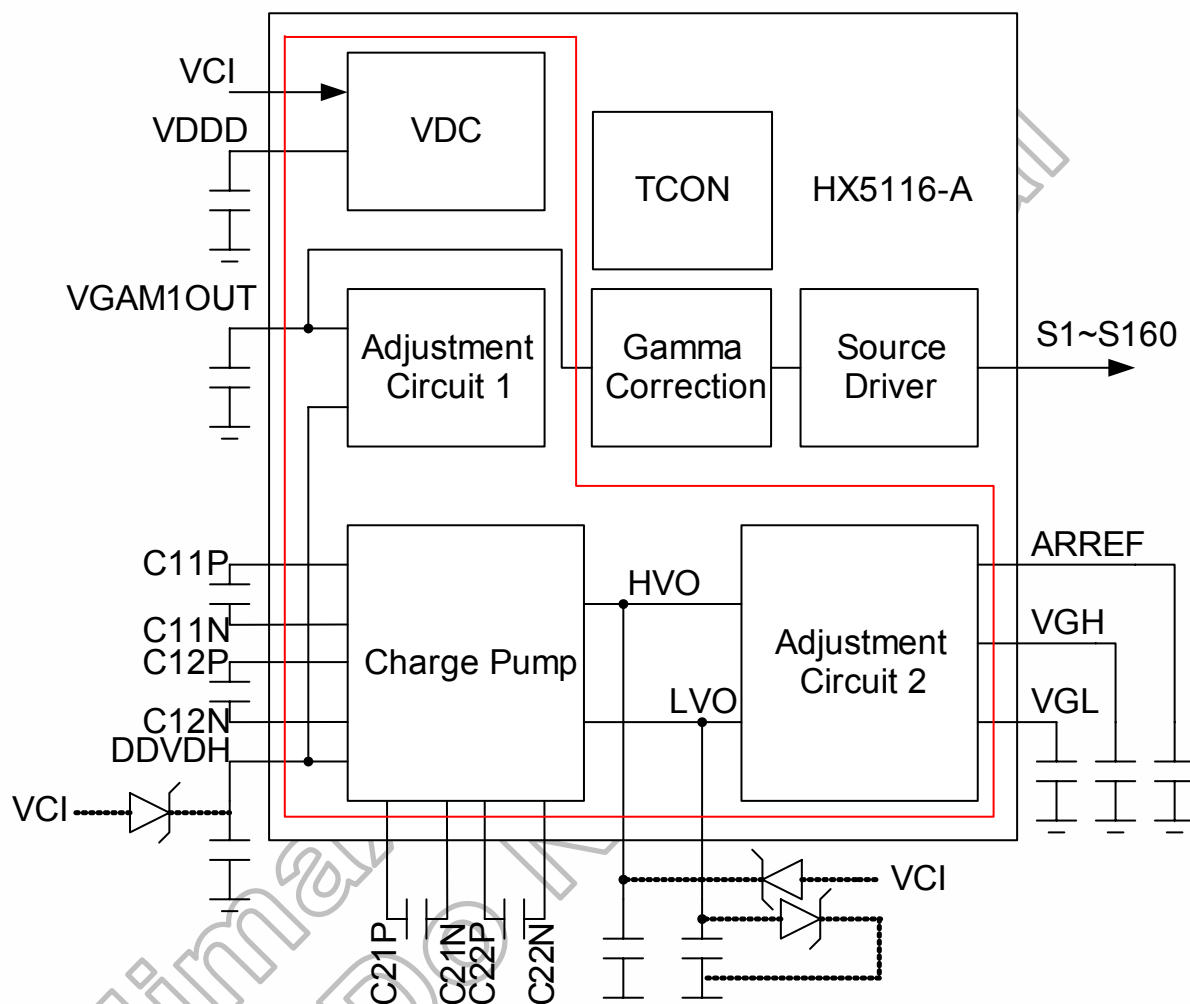 VCI
VDC
VDDD
TCON
HX5116-A
VGAM1OUT
Adjustment
Circuit 1
Gamma
Correction
Source
Driver
S1~S160
C11P
C11N
C12P
C12N
DDVDH
VCI
Charge Pump
HVO
LVO
Adjustment
Circuit 2
ARREF
VGH
VGL
VCI
C21P
C21N
C22P
C22N